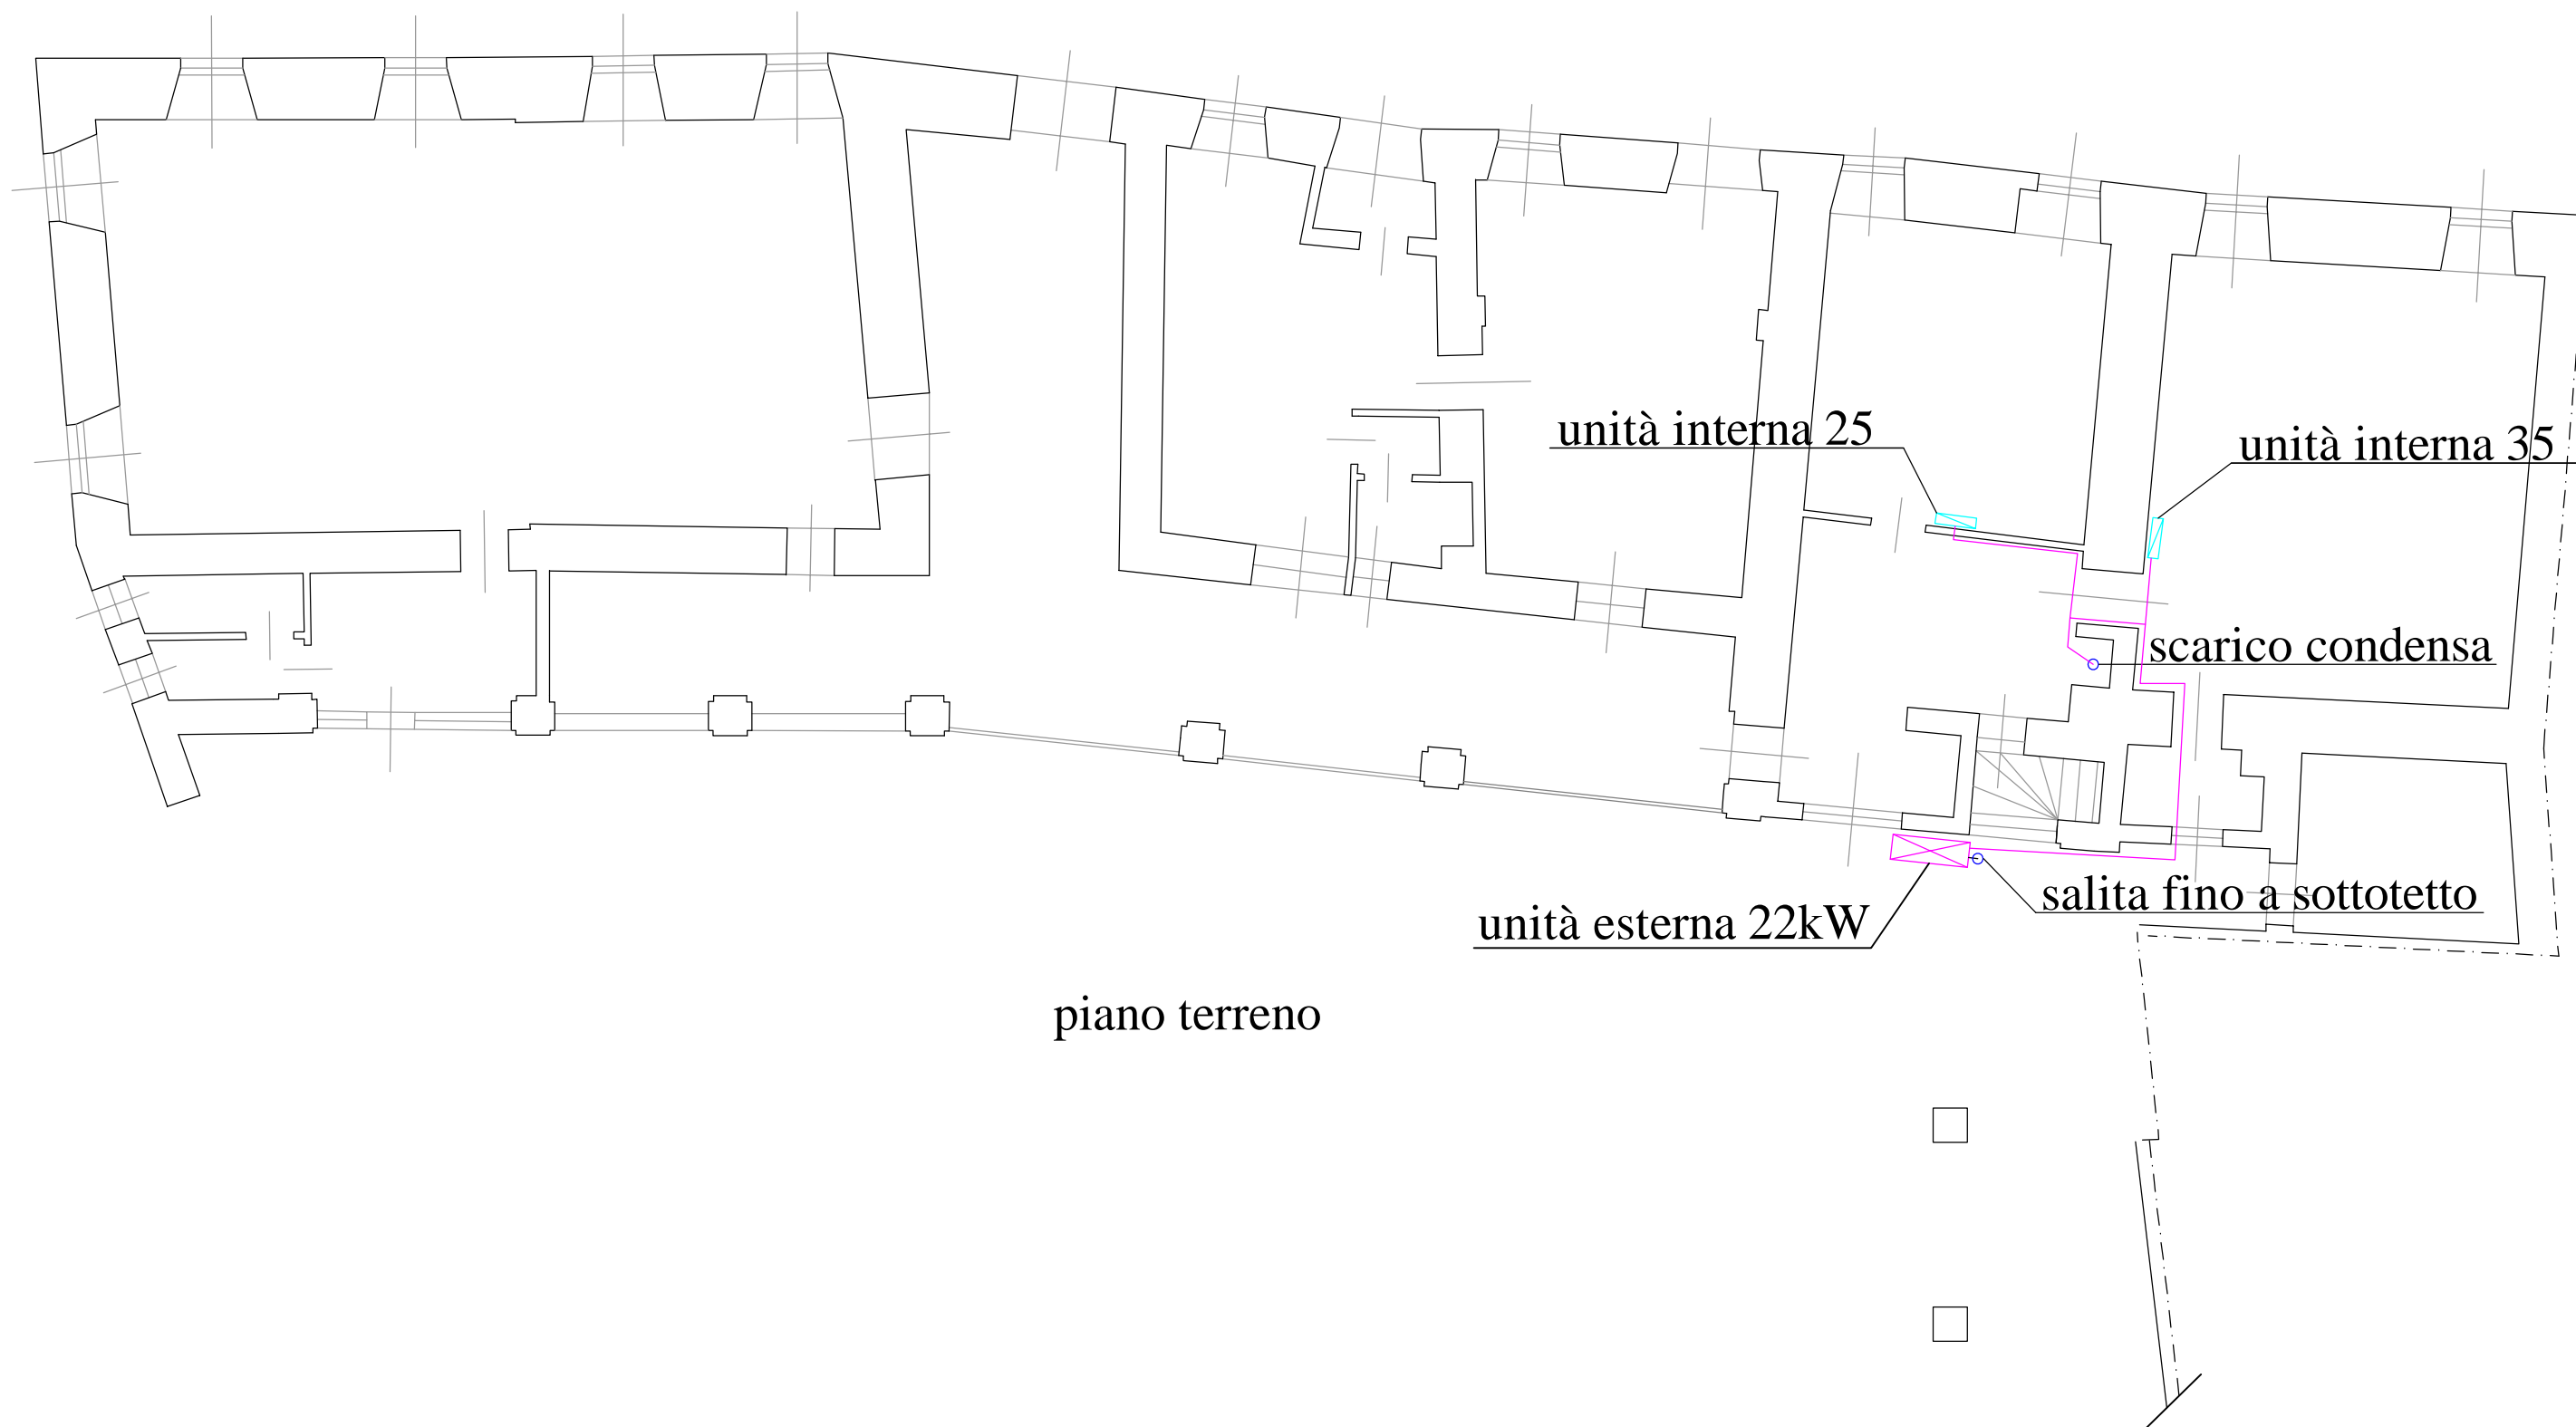 unità interna 25
unità interna 35
scarico condensa
salita fino a sottotetto
unità esterna 22kW
piano terreno